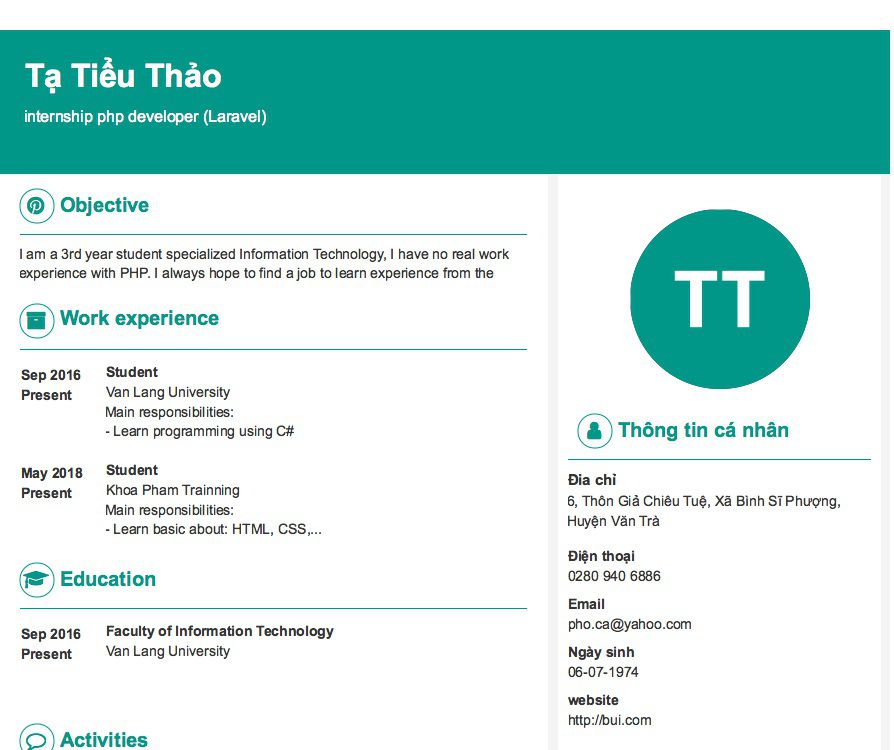 Tạ Tiểu Thảo
internship php developer (Laravel)
Objective
I am a 3rd year student specialized Information Technology, I have no real work
experience with PHP. I always hope to find a job to learn experience from the
Work experience
Sep 2016
Present
Student
Van Lang University
Main responsibilities:
- Learn programming using C#
May 2018
Present
Student
Khoa Pham Trainning
Main responsibilities:
- Learn basic about: HTML, CSS,...
Education
Sep 2016
Present
Faculty of Information Technology
Van Lang University
Activities
TT
Thông tin cá nhân
Đia chỉ
6, Thôn Giả Chiêu Tuệ, Xã Bình Sĩ Phượng,
Huyện Văn Trà
Điện thoại
0280 940 6886
Email
pho.ca@yahoo.com
Ngày sinh
06-07-1974
website
http://bui.com